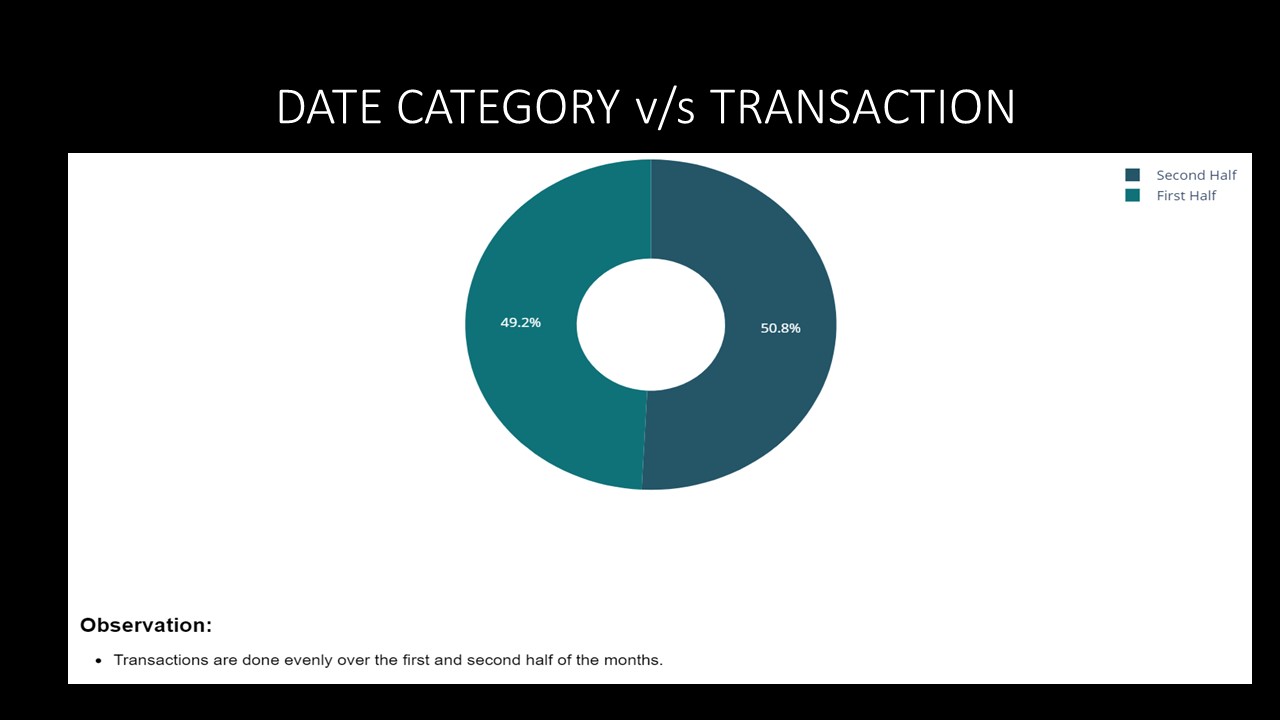 DATE CATEGORY v/s TRANSACTION
Second Half
First Half
49.2%
50.8%
Observation:
• Transactions are done evenly over the first and second half of the months.